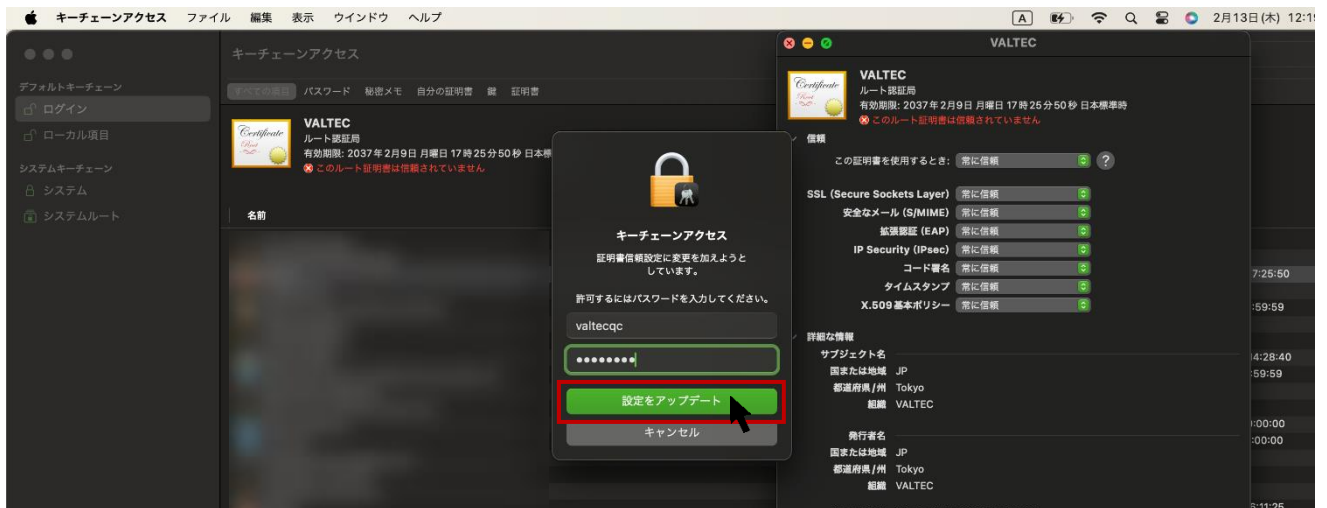 キーチェーンアクセス ファイル 編集 表示 ウインドウ ヘルプ
A 2月13日(木) 12:1
キーチェーンアクセス
デフォルトキーチェーン
ログイン
ローカル項目
システムキーチェーン
システム
システムルート
すべての項目 パスワード 秘密メモ 自分の証明書 鍵 証明書
Certificate
Root
VALTEC
ルート認証局
有効期限: 2037年2月9日 月曜日 17時25分50秒 日本標
このルート証明書は信頼されていません
名前
キーチェーンアクセス
証明書信頼設定に変更を加えようと
しています。
許可するにはパスワードを入力してください。
valtecqc
••••••••
設定をアップデート
キャンセル
VALTEC
Certificate
Root
VALTEC
ルート認証局
有効期限: 2037年2月9日 月曜日 17時25分50秒 日本標準時
このルート証明書は信頼されていません
信頼
この証明書を使用するとき: 常に信頼 ?
SSL (Secure Sockets Layer) 常に信頼
安全なメール (S/MIME) 常に信頼
拡張認証 (EAP) 常に信頼
IP Security (IPsec) 常に信頼
コード署名 常に信頼
タイムスタンプ 常に信頼
X.509基本ポリシー 常に信頼
詳細な情報
サブジェクト名
国または地域 JP
都道府県/州 Tokyo
組織 VALTEC
発行者名
国または地域 JP
都道府県/州 Tokyo
組織 VALTEC
7:25:50
:59:59
4:28:40
:59:59
:00:00
:00:00
6:11:25